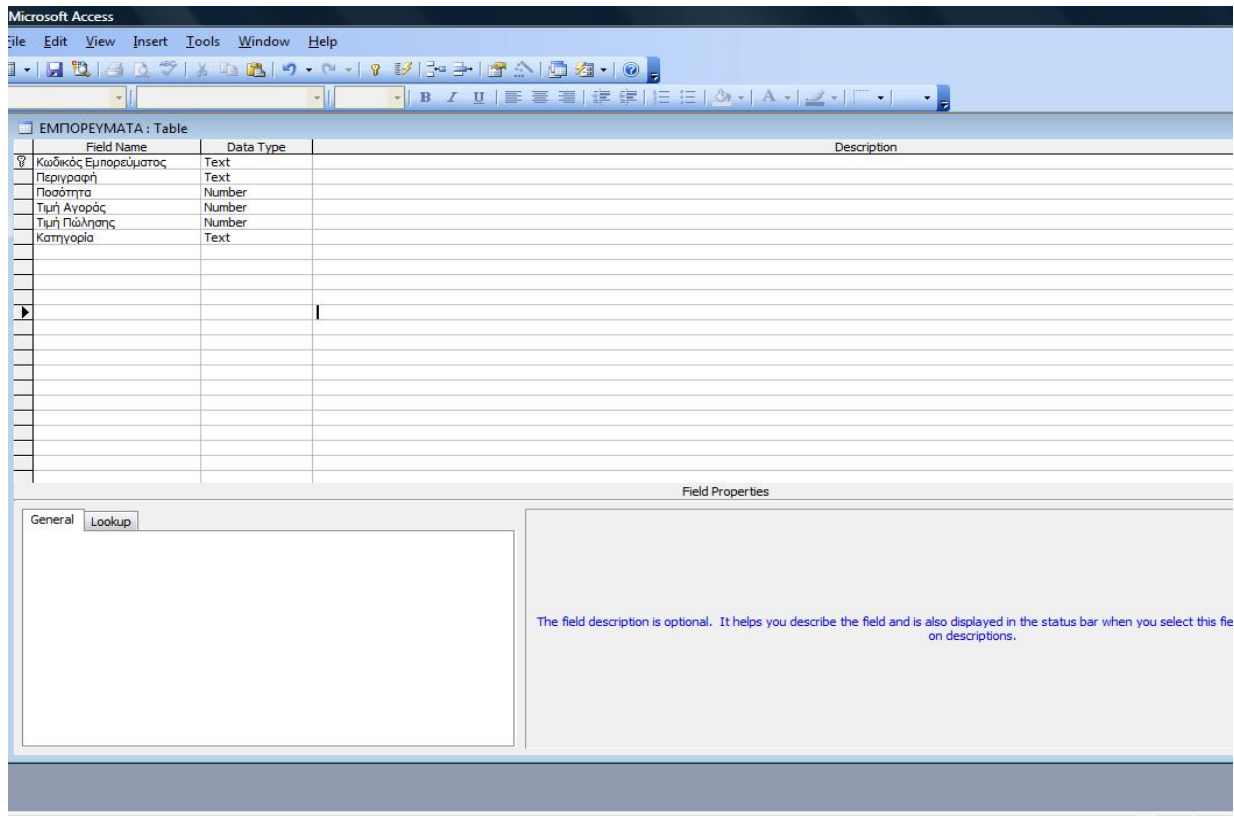 Microsoft Access
File Edit View Insert Tools Window Help
B I U A
ΕΜΠΟΡΕΥΜΑΤΑ : Table
Field Name Data Type Description
Κωδικός Εμπορεύματος Text
Περιγραφή Text
Ποσότητα Number
Τιμή Αγοράς Number
Τιμή Πώλησης Number
Κατηγορία Text
Field Properties
General Lookup
The field description is optional. It helps you describe the field and is also displayed in the status bar when you select this fie
on descriptions.